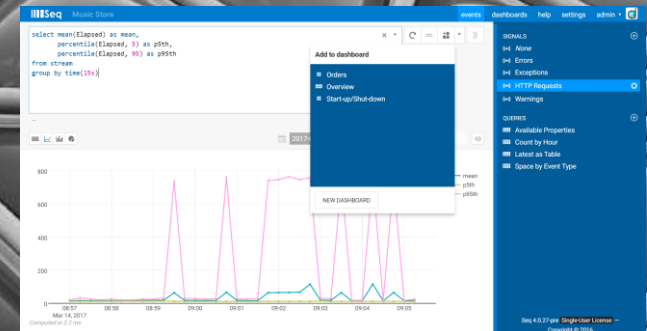 Seq Music Store events dashboards help settings admin
select mean(Elapsed) as mean,
percentile(Elapsed, 5) as p5th,
percentile(Elapsed, 95) as p95th
from stream
group by time(15s)
Add to dashboard
Orders
Overview
Start-up/Shut-down
NEW DASHBOARD
SIGNALS
None
Errors
Exceptions
HTTP Requests
Warnings
QUERIES
Available Properties
Count by Hour
Latest as Table
Space by Event Type
800
600
400
200
0
mean
p5th
p95th
08:57 08:58 08:59 09:00 09:01 09:02 09:03 09:04 09:05
Mar 14, 2017
Computed in 2.2 ms
Seq 4.0.27-pre Single-User License
Copyright © 2016